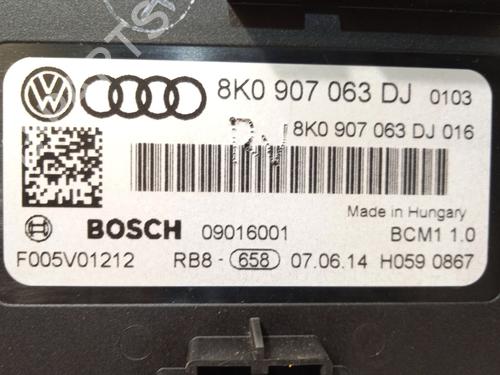 8K0 907 063 DJ 0103
8K0 907 063 DJ 016
Made in Hungary
BOSCH 09016001 BCM1 1.0
F005V01212 RB8 - 658 07.06.14 H059 0867